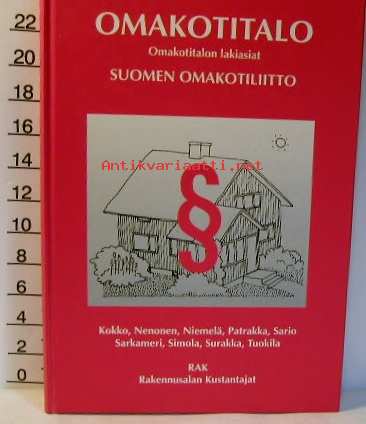 OMAKOTITALO
Omakotitalon lakiasiat
SUOMEN OMAKOTILIITTO
Antikvariaatti.net
§
Kokko, Nenonen, Niemelä, Patrakka, Sario
Sarkameri, Simola, Surakka, Tuokila
RAK
Rakennusalan Kustantajat
22
20
18
16
14
12
10
8
6
4
2
0